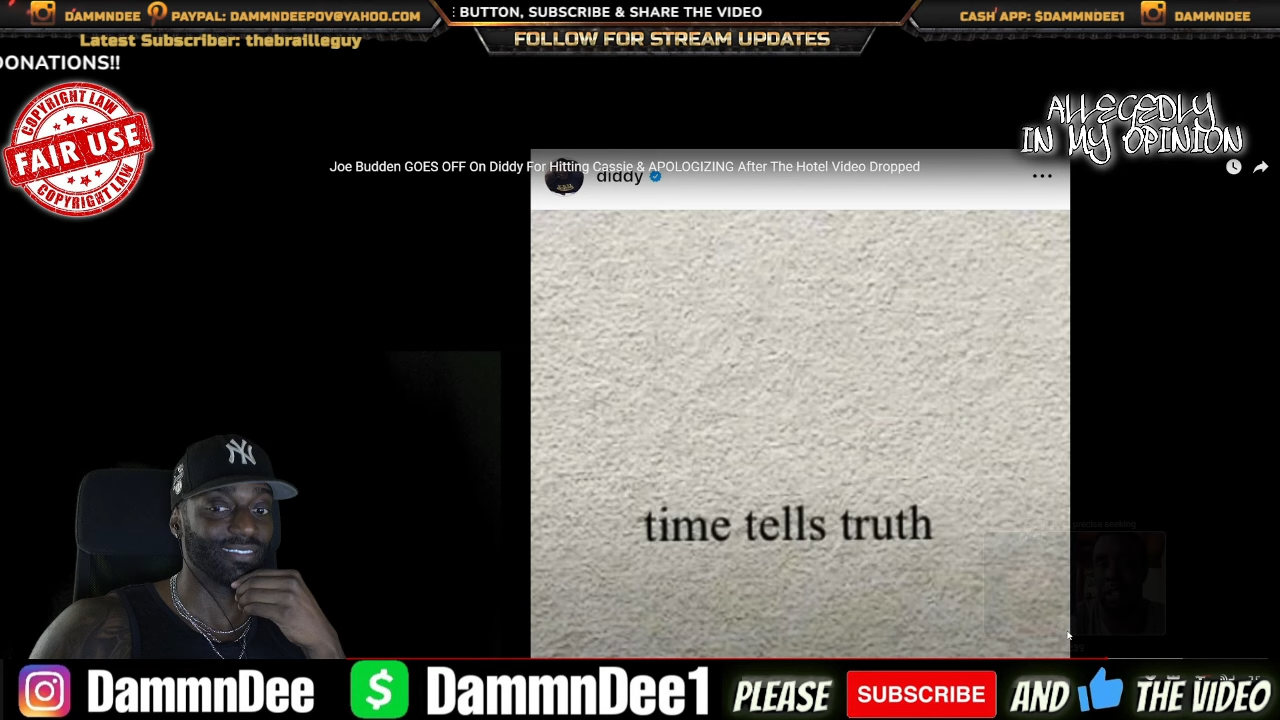 DAMMNDEE
PAYPAL: DAMMNDEEPOV@YAHOO.COM
: BUTTON, SUBSCRIBE & SHARE THE VIDEO
CASH APP: $DAMMNDEE1
DAMMNDEE
Latest Subscriber: thebrailleguy
FOLLOW FOR STREAM UPDATES
DONATIONS!!
COPYRIGHT LAW
FAIR USE
COPYRIGHT LAW
ALLEGEDLY
IN MY OPINION
Joe Budden GOES OFF On Diddy For Hitting Cassie & APOLOGIZING After The Hotel Video Dropped
diddy
time tells truth
NY
DammnDee
$
DammnDee1
PLEASE
SUBSCRIBE
AND
THE VIDEO